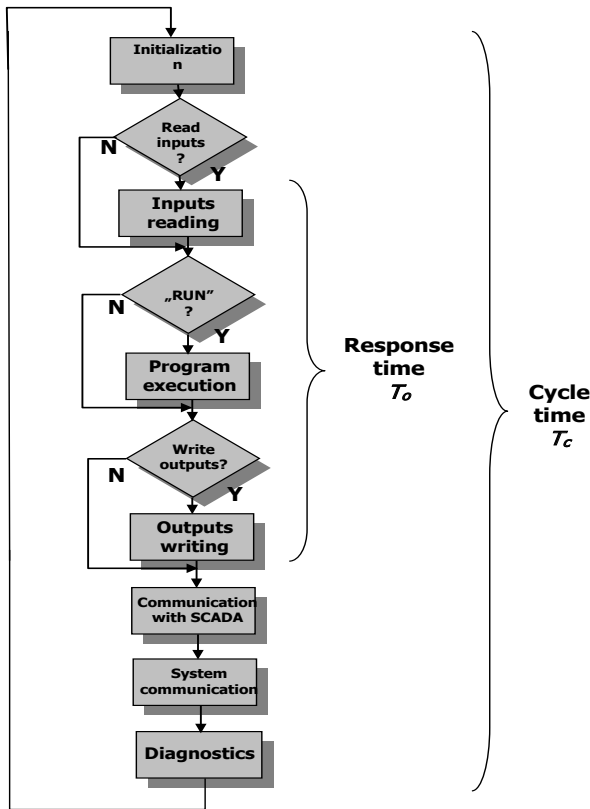 Initializatio
n
Read
inputs
?
N
Y
Inputs
reading
„RUN”
?
N
Y
Program
execution
Write
outputs?
N
Y
Outputs
writing
Communication
with SCADA
System
communication
Diagnostics
Response
time
To
Cycle
time
Tc